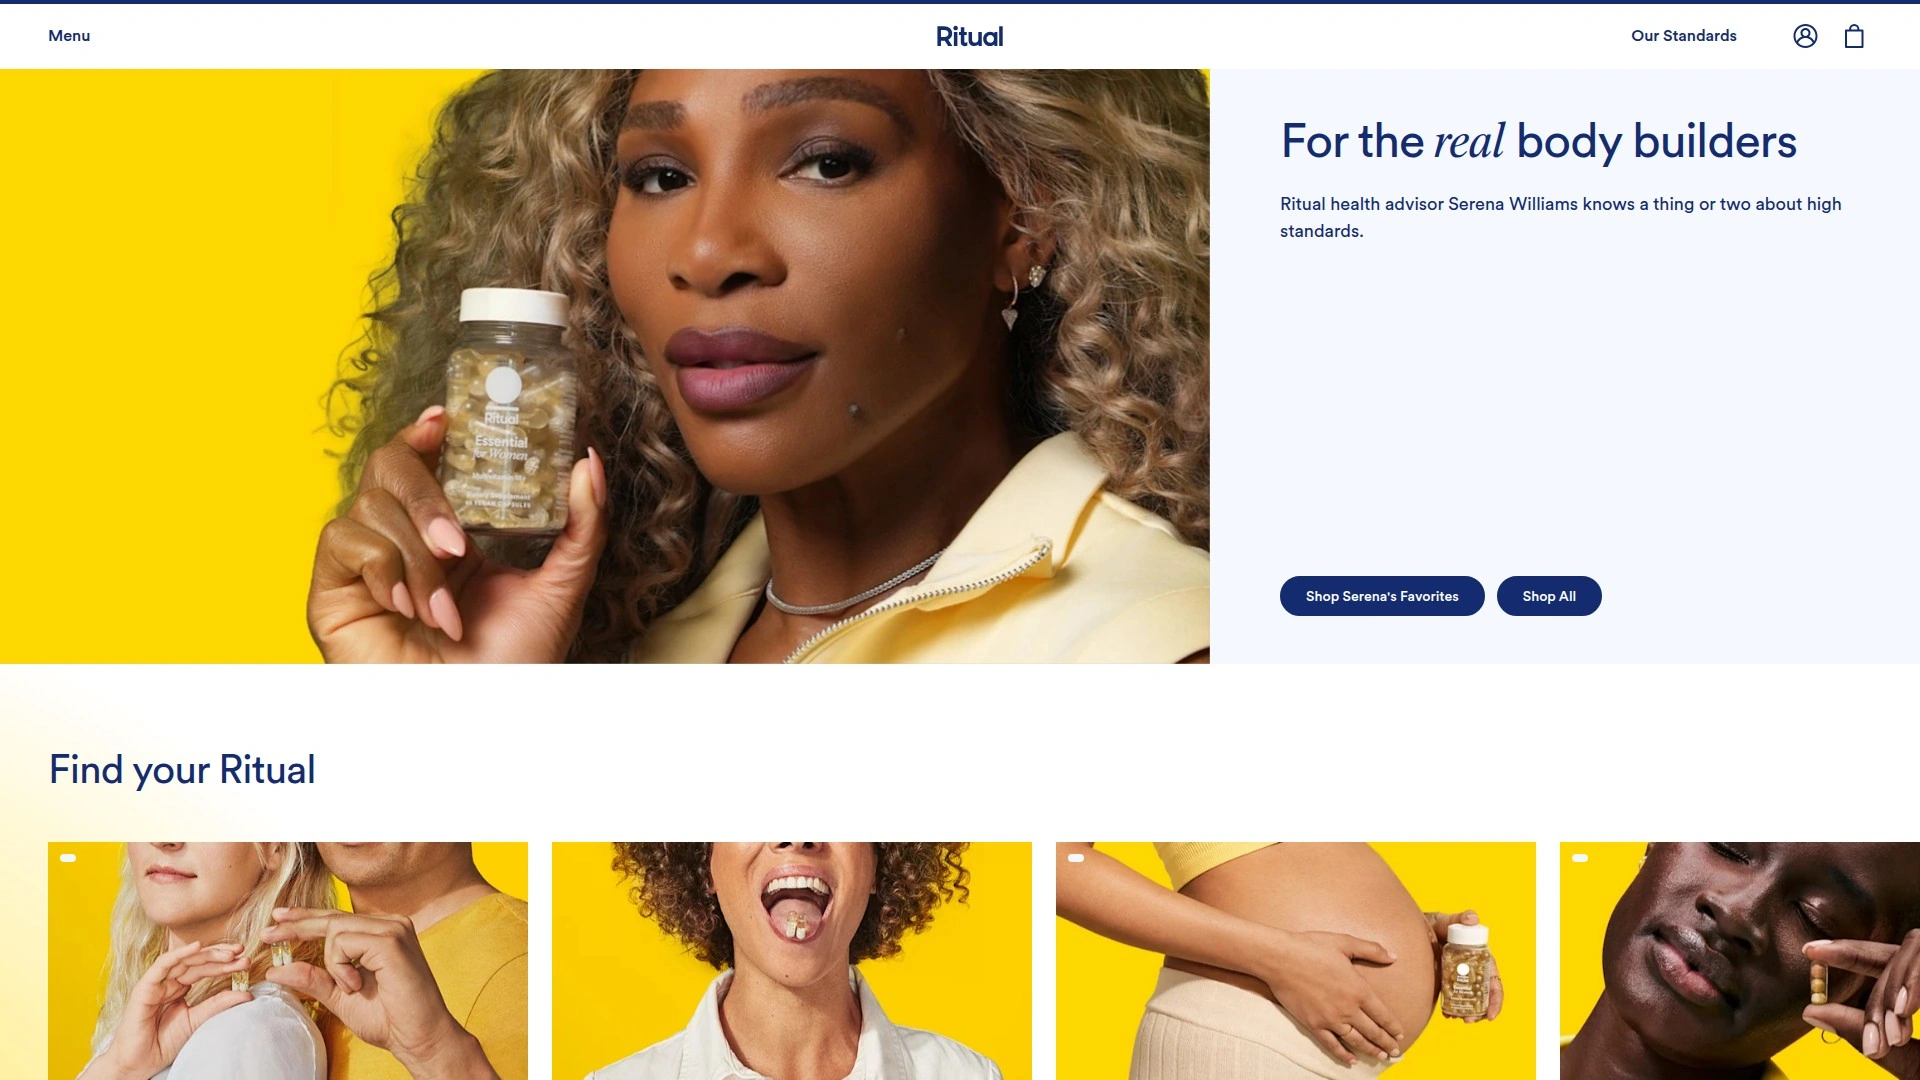 Menu
Ritual
Our Standards
For the real body builders
Ritual health advisor Serena Williams knows a thing or two about high
standards.
Ritual
Essential
for Women
Shop Serena's Favorites
Shop All
Find your Ritual